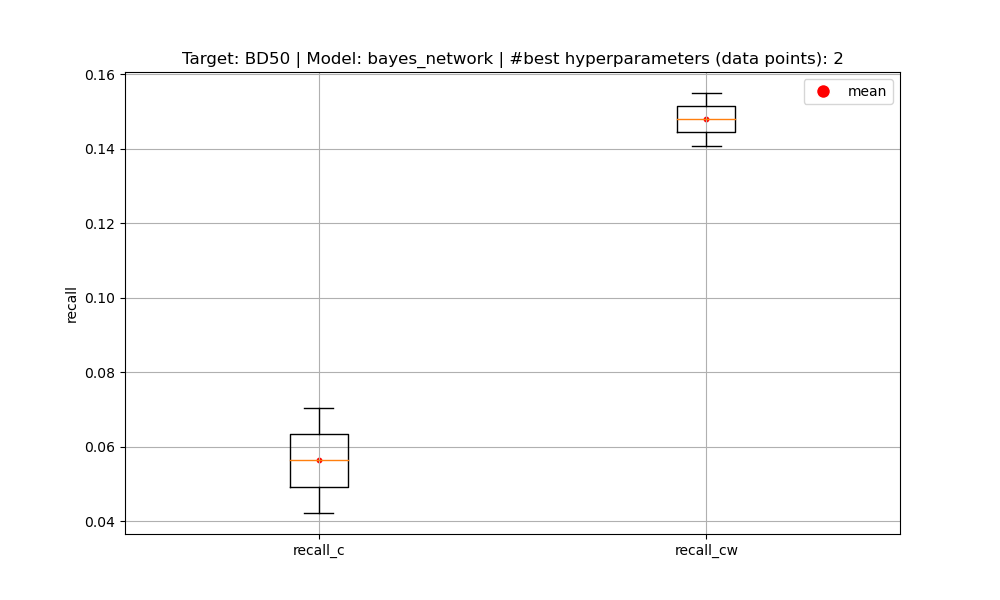 Target: BD50 | Model: bayes_network | #best hyperparameters (data points): 2
mean
0.16
0.14
0.12
0.10
0.08
0.06
0.04
recall
recall_c
recall_cw